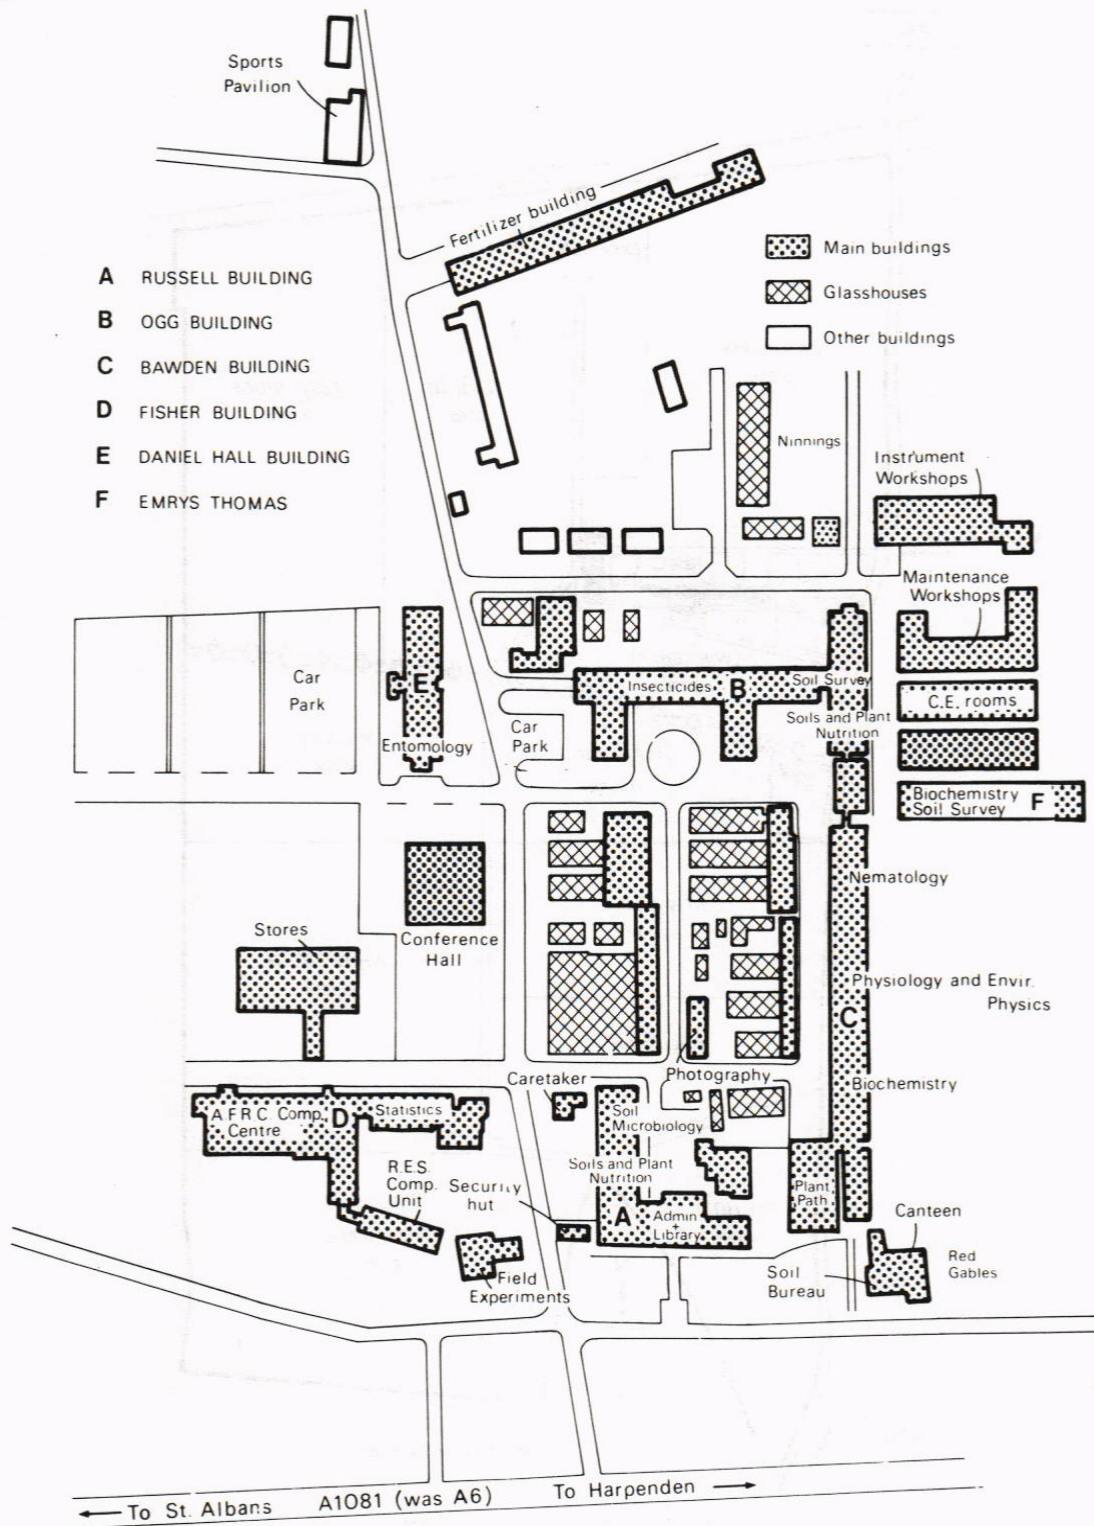 Sports
Pavilion
Fertilizer building
A RUSSELL BUILDING
B OGG BUILDING
C BAWDEN BUILDING
D FISHER BUILDING
E DANIEL HALL BUILDING
F EMRYS THOMAS
Main buildings
Glasshouses
Other buildings
Ninnings
Instrument
Workshops
Maintenance
Workshops
Car
Park
E
Entomology
Insecticides
B
Soil Survey
Car
Park
Soils and Plant
Nutrition
C.E. rooms
Biochemistry
Soil Survey
F
Nematology
Stores
Conference
Hall
Physiology and Envir.
Physics
C
Caretaker
Photography
Biochemistry
A.F.R.C. Comp.
Centre
D
Statistics
Soil
Microbiology
R.E.S.
Comp.
Unit
Security
hut
Soils and Plant
Nutrition
Plant
Path
A
Admin
+
Library
Canteen
Red
Gables
Soil
Bureau
Field
Experiments
To St. Albans A1081 (was A6) To Harpenden